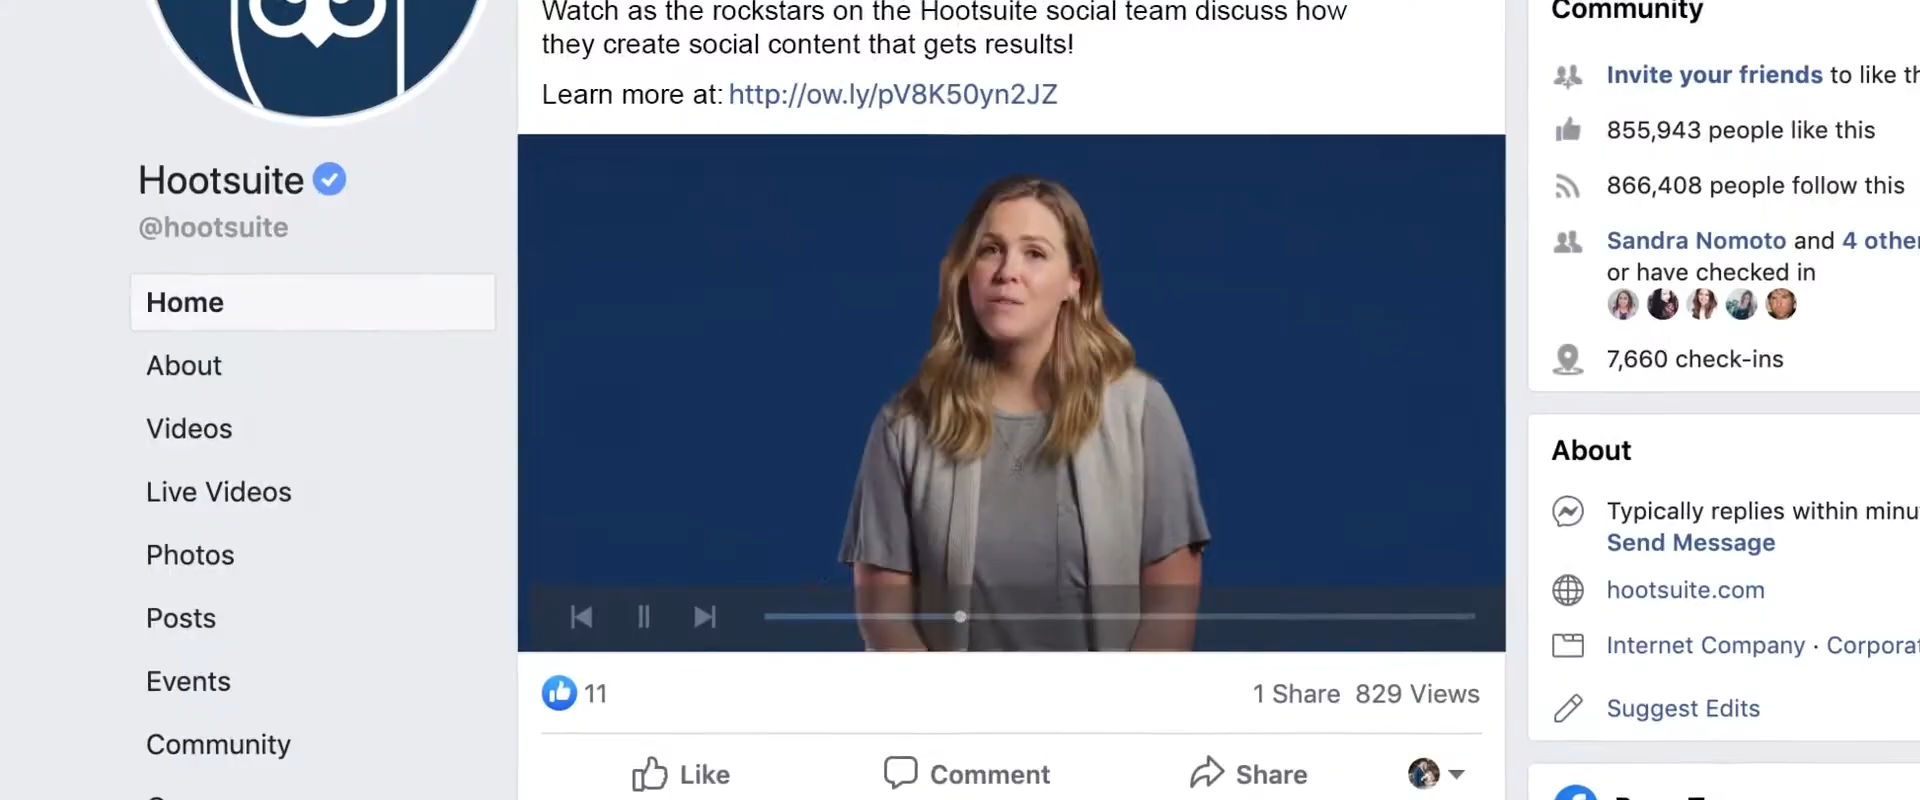 Watch as the rockstars on the Hootsuite social team discuss how
they create social content that gets results!
Learn more at: http://ow.ly/pV8K50yn2JZ
Hootsuite
@hootsuite
Home
About
Videos
Live Videos
Photos
Posts
Events
Community
11
1 Share 829 Views
Like Comment Share
Community
Invite your friends to like
855,943 people like this
866,408 people follow this
Sandra Nomoto and 4
or have checked in
7,660 check-ins
About
Typically replies within
Send Message
hootsuite.com
Internet Company ·
Suggest Edits